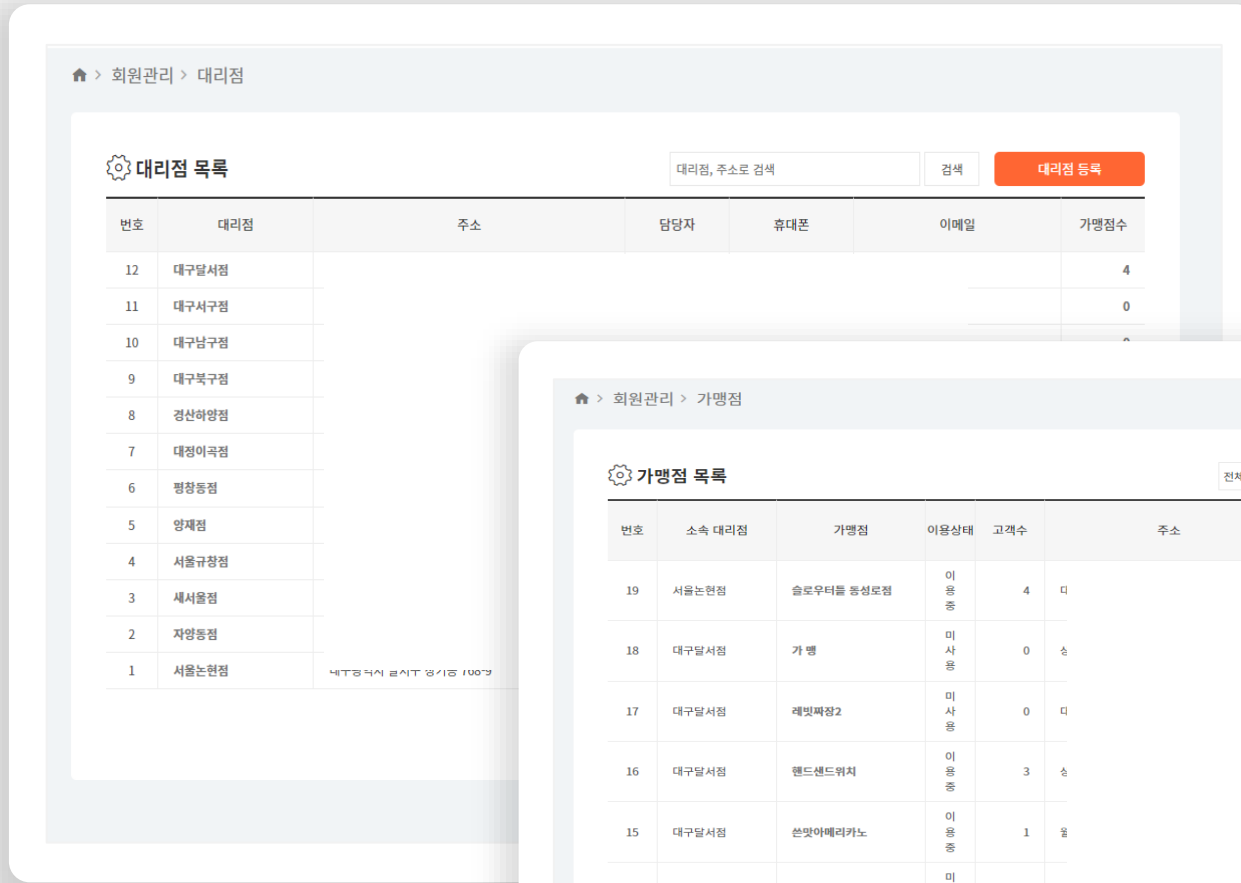 회원관리 > 대리점
대리점 목록
대리점, 주소로 검색 검색 대리점 등록
번호 대리점 주소 담당자 휴대폰 이메일 가맹점수
12 대구달서점 4
11 대구서구점 0
10 대구남구점
9 대구북구점
8 경산하양점
7 대정이곡점
6 평창동점
5 양재점
4 서울규창점
3 새서울점
2 자양동점
1 서울논현점
회원관리 > 가맹점
가맹점 목록
전체
번호 소속 대리점 가맹점 이용상태 고객수 주소
19 서울논현점 슬로우터틀 동성로점 이용중 4
18 대구달서점 가 맹 미사용 0
17 대구달서점 레빗짜장2 미사용 0
16 대구달서점 핸드샌드위치 이용중 3
15 대구달서점 쓴맛아메리카노 이용중 1
미